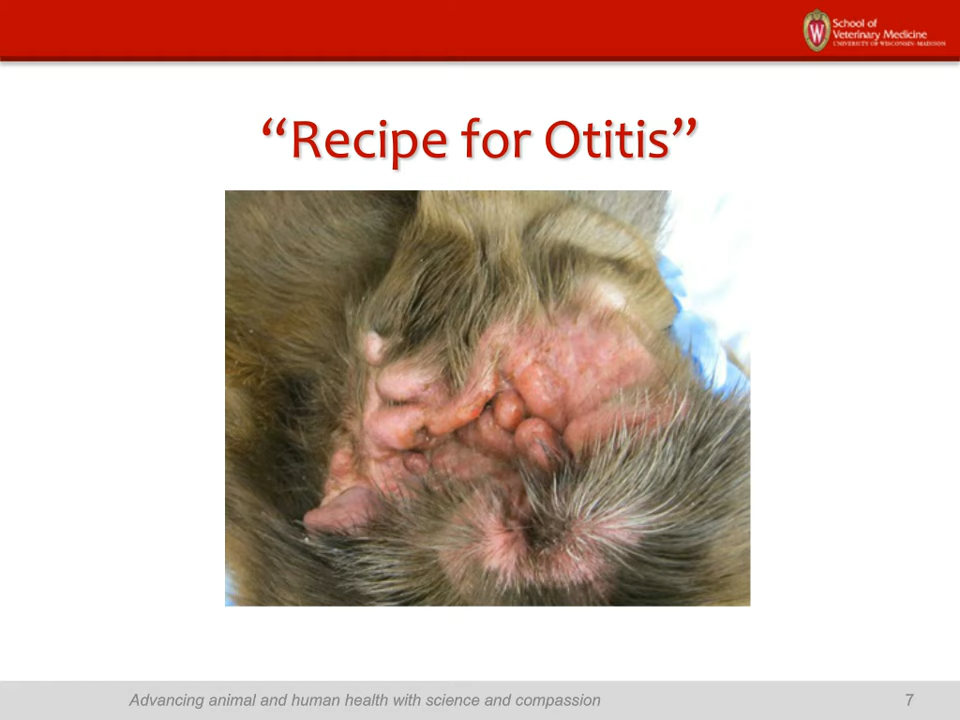 School of
Veterinary Medicine
UNIVERSITY OF WISCONSIN-MADISON
“Recipe for Otitis”
Advancing animal and human health with science and compassion
7